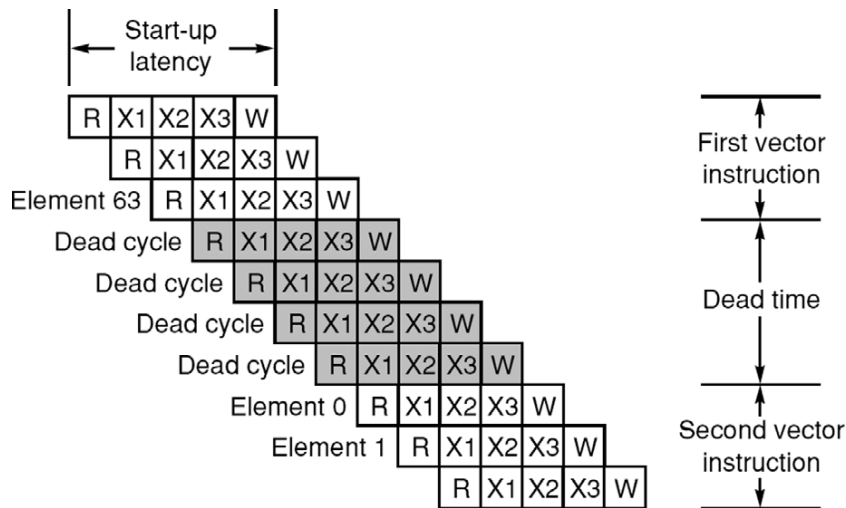 Start-up
latency
R X1 X2 X3 W
R X1 X2 X3 W
First vector
instruction
Element 63 R X1 X2 X3 W
Dead cycle R X1 X2 X3 W
Dead cycle R X1 X2 X3 W
Dead time
Dead cycle R X1 X2 X3 W
Dead cycle R X1 X2 X3 W
Element 0 R X1 X2 X3 W
Element 1 R X1 X2 X3 W
Second vector
instruction
R X1 X2 X3 W